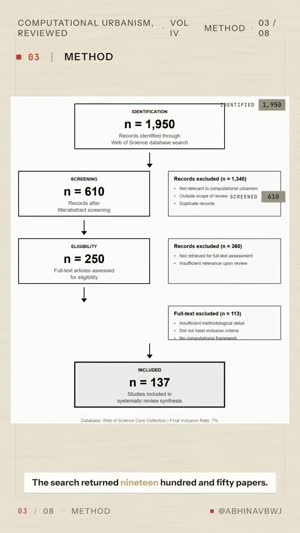 COMPUTATIONAL URBANISM, REVIEWED · VOL IV METHOD · 03 / 08
03 | METHOD
IDENTIFICATION
n = 1,950
Records identified through
Web of Science database search
IDENTIFIED 1,950
SCREENING
n = 610
Records after
title/abstract screening
Records excluded (n = 1,340)
• Not relevant to computational urbanism
• Outside scope of review
• Duplicate records
SCREENED 610
ELIGIBILITY
n = 250
Full-text articles assessed
for eligibility
Records excluded (n = 360)
• Not retrieved for full-text assessment
• Insufficient relevance upon review
Full-text excluded (n = 113)
• Insufficient methodological detail
• Did not meet inclusion criteria
• No computational framework
INCLUDED
n = 137
Studies included in
systematic review synthesis
Database: Web of Science Core Collection | Final Inclusion Rate: 7%
The search returned nineteen hundred and fifty papers.
03 / 08 · METHOD
@ABHINAVBWJ